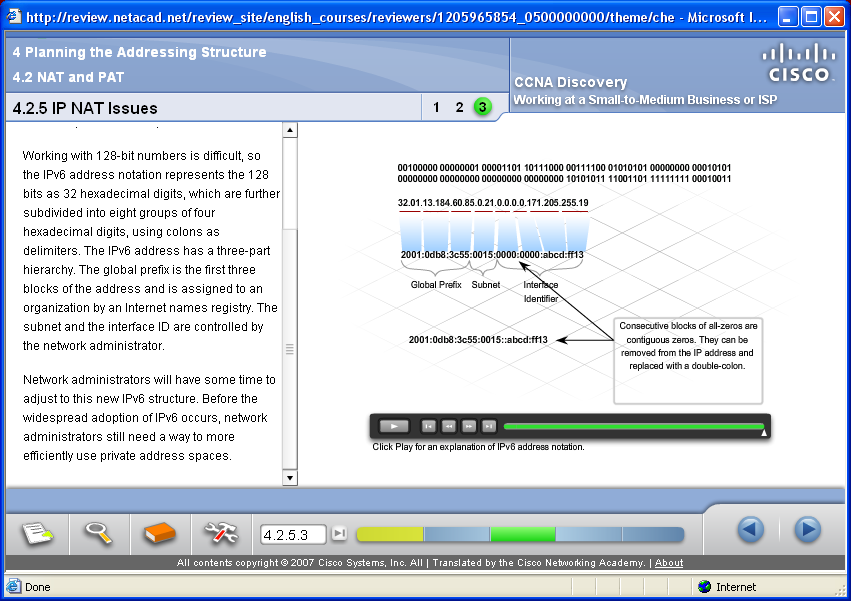 http://review.netacad.net/review_site/english_courses/reviewers/1205965854_0500000000/theme/che - Microsoft I...
4 Planning the Addressing Structure
4.2 NAT and PAT
CISCO
CCNA Discovery
Working at a Small-to-Medium Business or ISP
4.2.5 IP NAT Issues
1 2 3
Working with 128-bit numbers is difficult, so
the IPv6 address notation represents the 128
bits as 32 hexadecimal digits, which are further
subdivided into eight groups of four
hexadecimal digits, using colons as
delimiters. The IPv6 address has a three-part
hierarchy. The global prefix is the first three
blocks of the address and is assigned to an
organization by an Internet names registry. The
subnet and the interface ID are controlled by
the network administrator.
Network administrators will have some time to
adjust to this new IPv6 structure. Before the
widespread adoption of IPv6 occurs, network
administrators still need a way to more
efficiently use private address spaces.
00100000 00000001 00001101 10111000 00111100 01010101 00000000 00010101
00000000 00000000 00000000 00000000 10101011 11001101 11111111 00010011
32.01.13.184.60.85.0.21.0.0.0.0.171.205.255.19
2001:0db8:3c55:0015:0000:0000:abcd:ff13
Global Prefix Subnet Interface
Identifier
2001:0db8:3c55:0015::abcd:ff13
Consecutive blocks of all-zeros are
contiguous zeros. They can be
removed from the IP address and
replaced with a double-colon.
Click Play for an explanation of IPv6 address notation.
4.2.5.3
All contents copyright © 2007 Cisco Systems, Inc. All | Translated by the Cisco Networking Academy. | About
Done
Internet